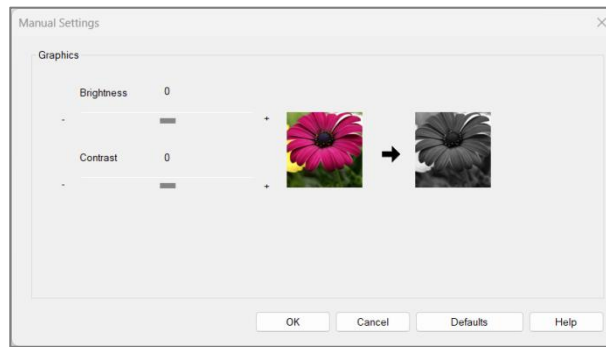 Manual Settings
Graphics
Brightness 0
- +
Contrast 0
- +
OK Cancel Defaults Help